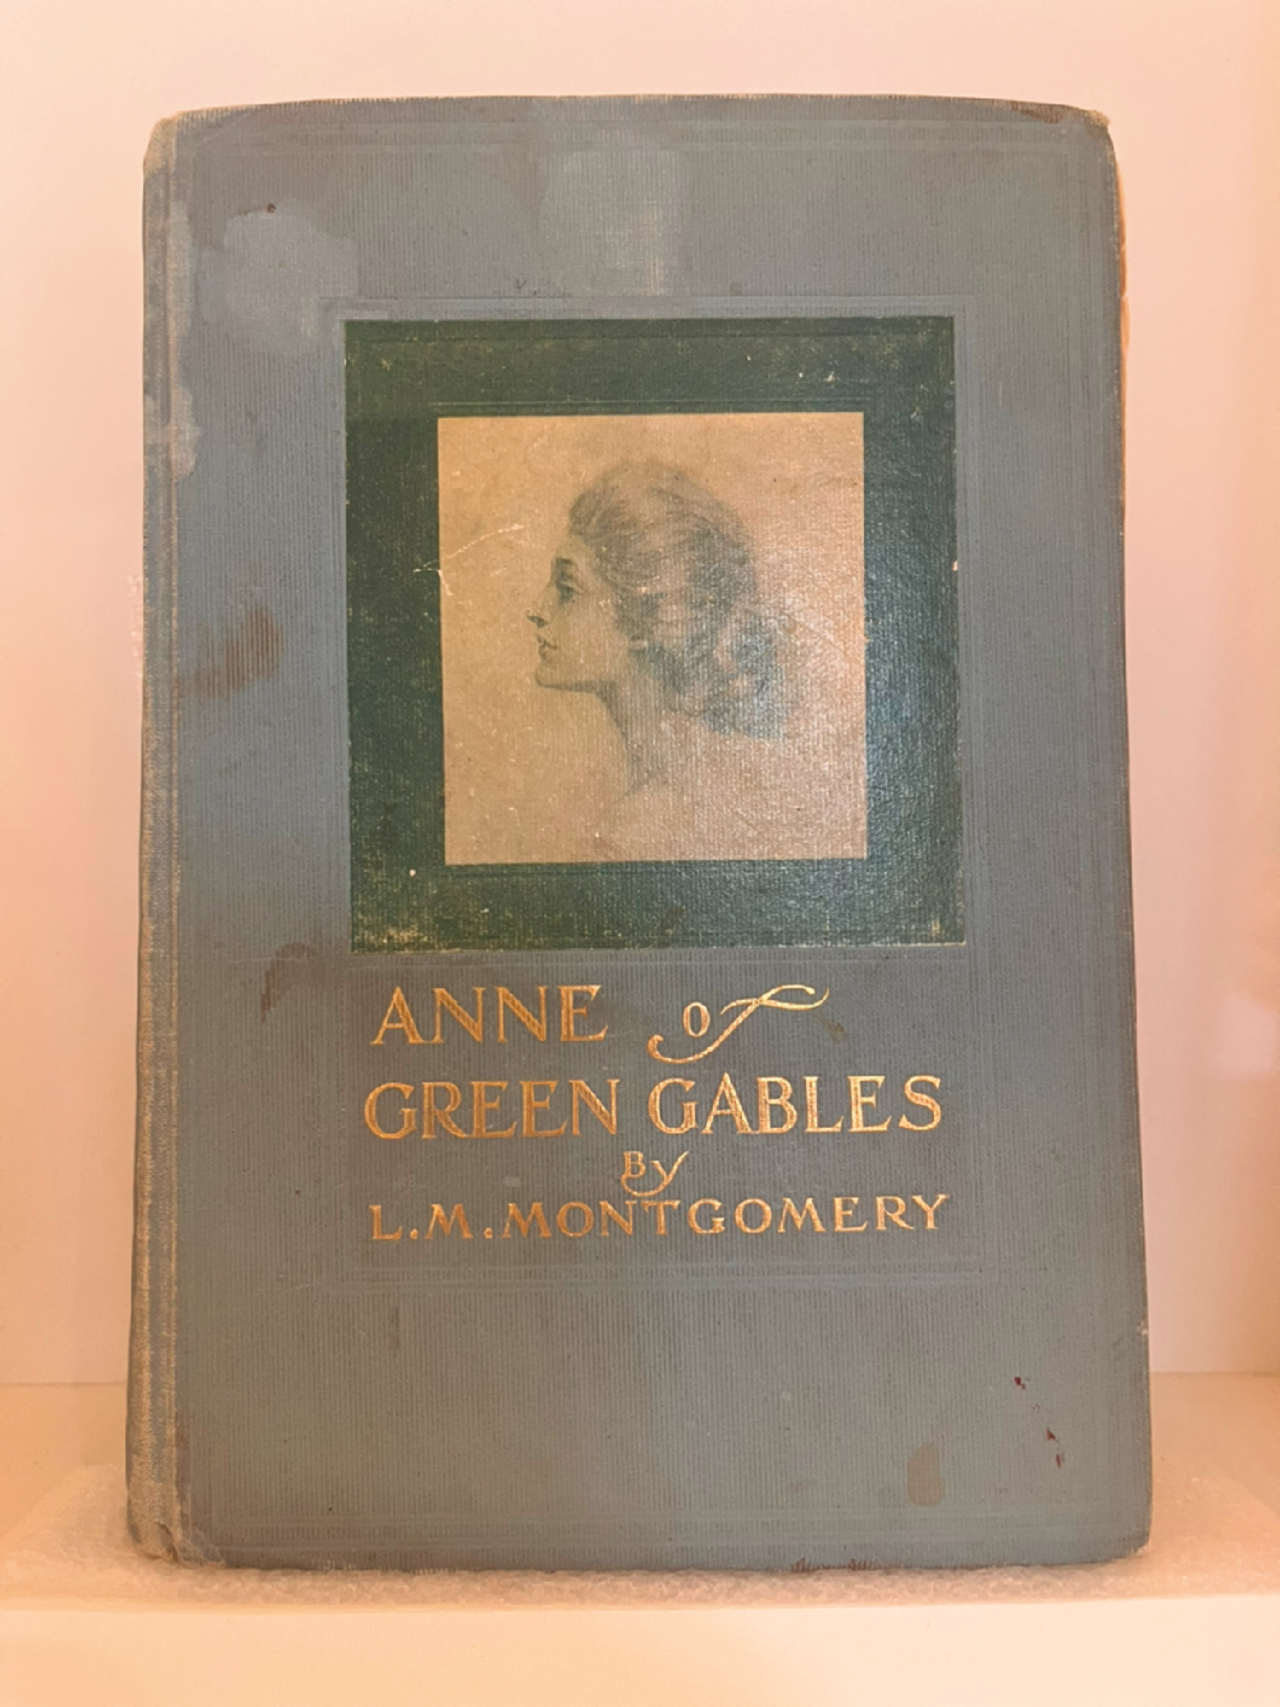 ANNE of
GREEN GABLES
BY
L.M.MONTGOMERY